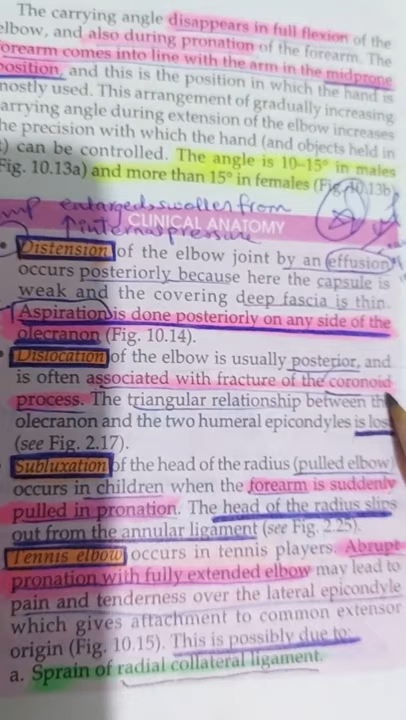 The carrying angle disappears in full flexion of the
elbow, and also during pronation of the forearm. The
forearm comes into line with the arm in the midprone
position, and this is the position in which the hand is
mostly used. This arrangement of gradually increasing
carrying angle during extension of the elbow increases
the precision with which the hand (and objects held in
it) can be controlled. The angle is 10–15° in males
(Fig. 10.13a) and more than 15° in females (Fig. 10.13b)
enlarged, swollen from
internal pressure
CLINICAL ANATOMY
• Distension of the elbow joint by an effusion
occurs posteriorly because here the capsule is
weak and the covering deep fascia is thin.
Aspiration is done posteriorly on any side of the
olecranon (Fig. 10.14).
• Dislocation of the elbow is usually posterior, and
is often associated with fracture of the coronoid
process. The triangular relationship between the
olecranon and the two humeral epicondyles is lost
(see Fig. 2.17).
Subluxation of the head of the radius (pulled elbow)
occurs in children when the forearm is suddenly
pulled in pronation. The head of the radius slips
out from the annular ligament (see Fig. 2.25).
Tennis elbow occurs in tennis players. Abrupt
pronation with fully extended elbow may lead to
pain and tenderness over the lateral epicondyle
which gives attachment to common extensor
origin (Fig. 10.15). This is possibly due to:
a. Sprain of radial collateral ligament.